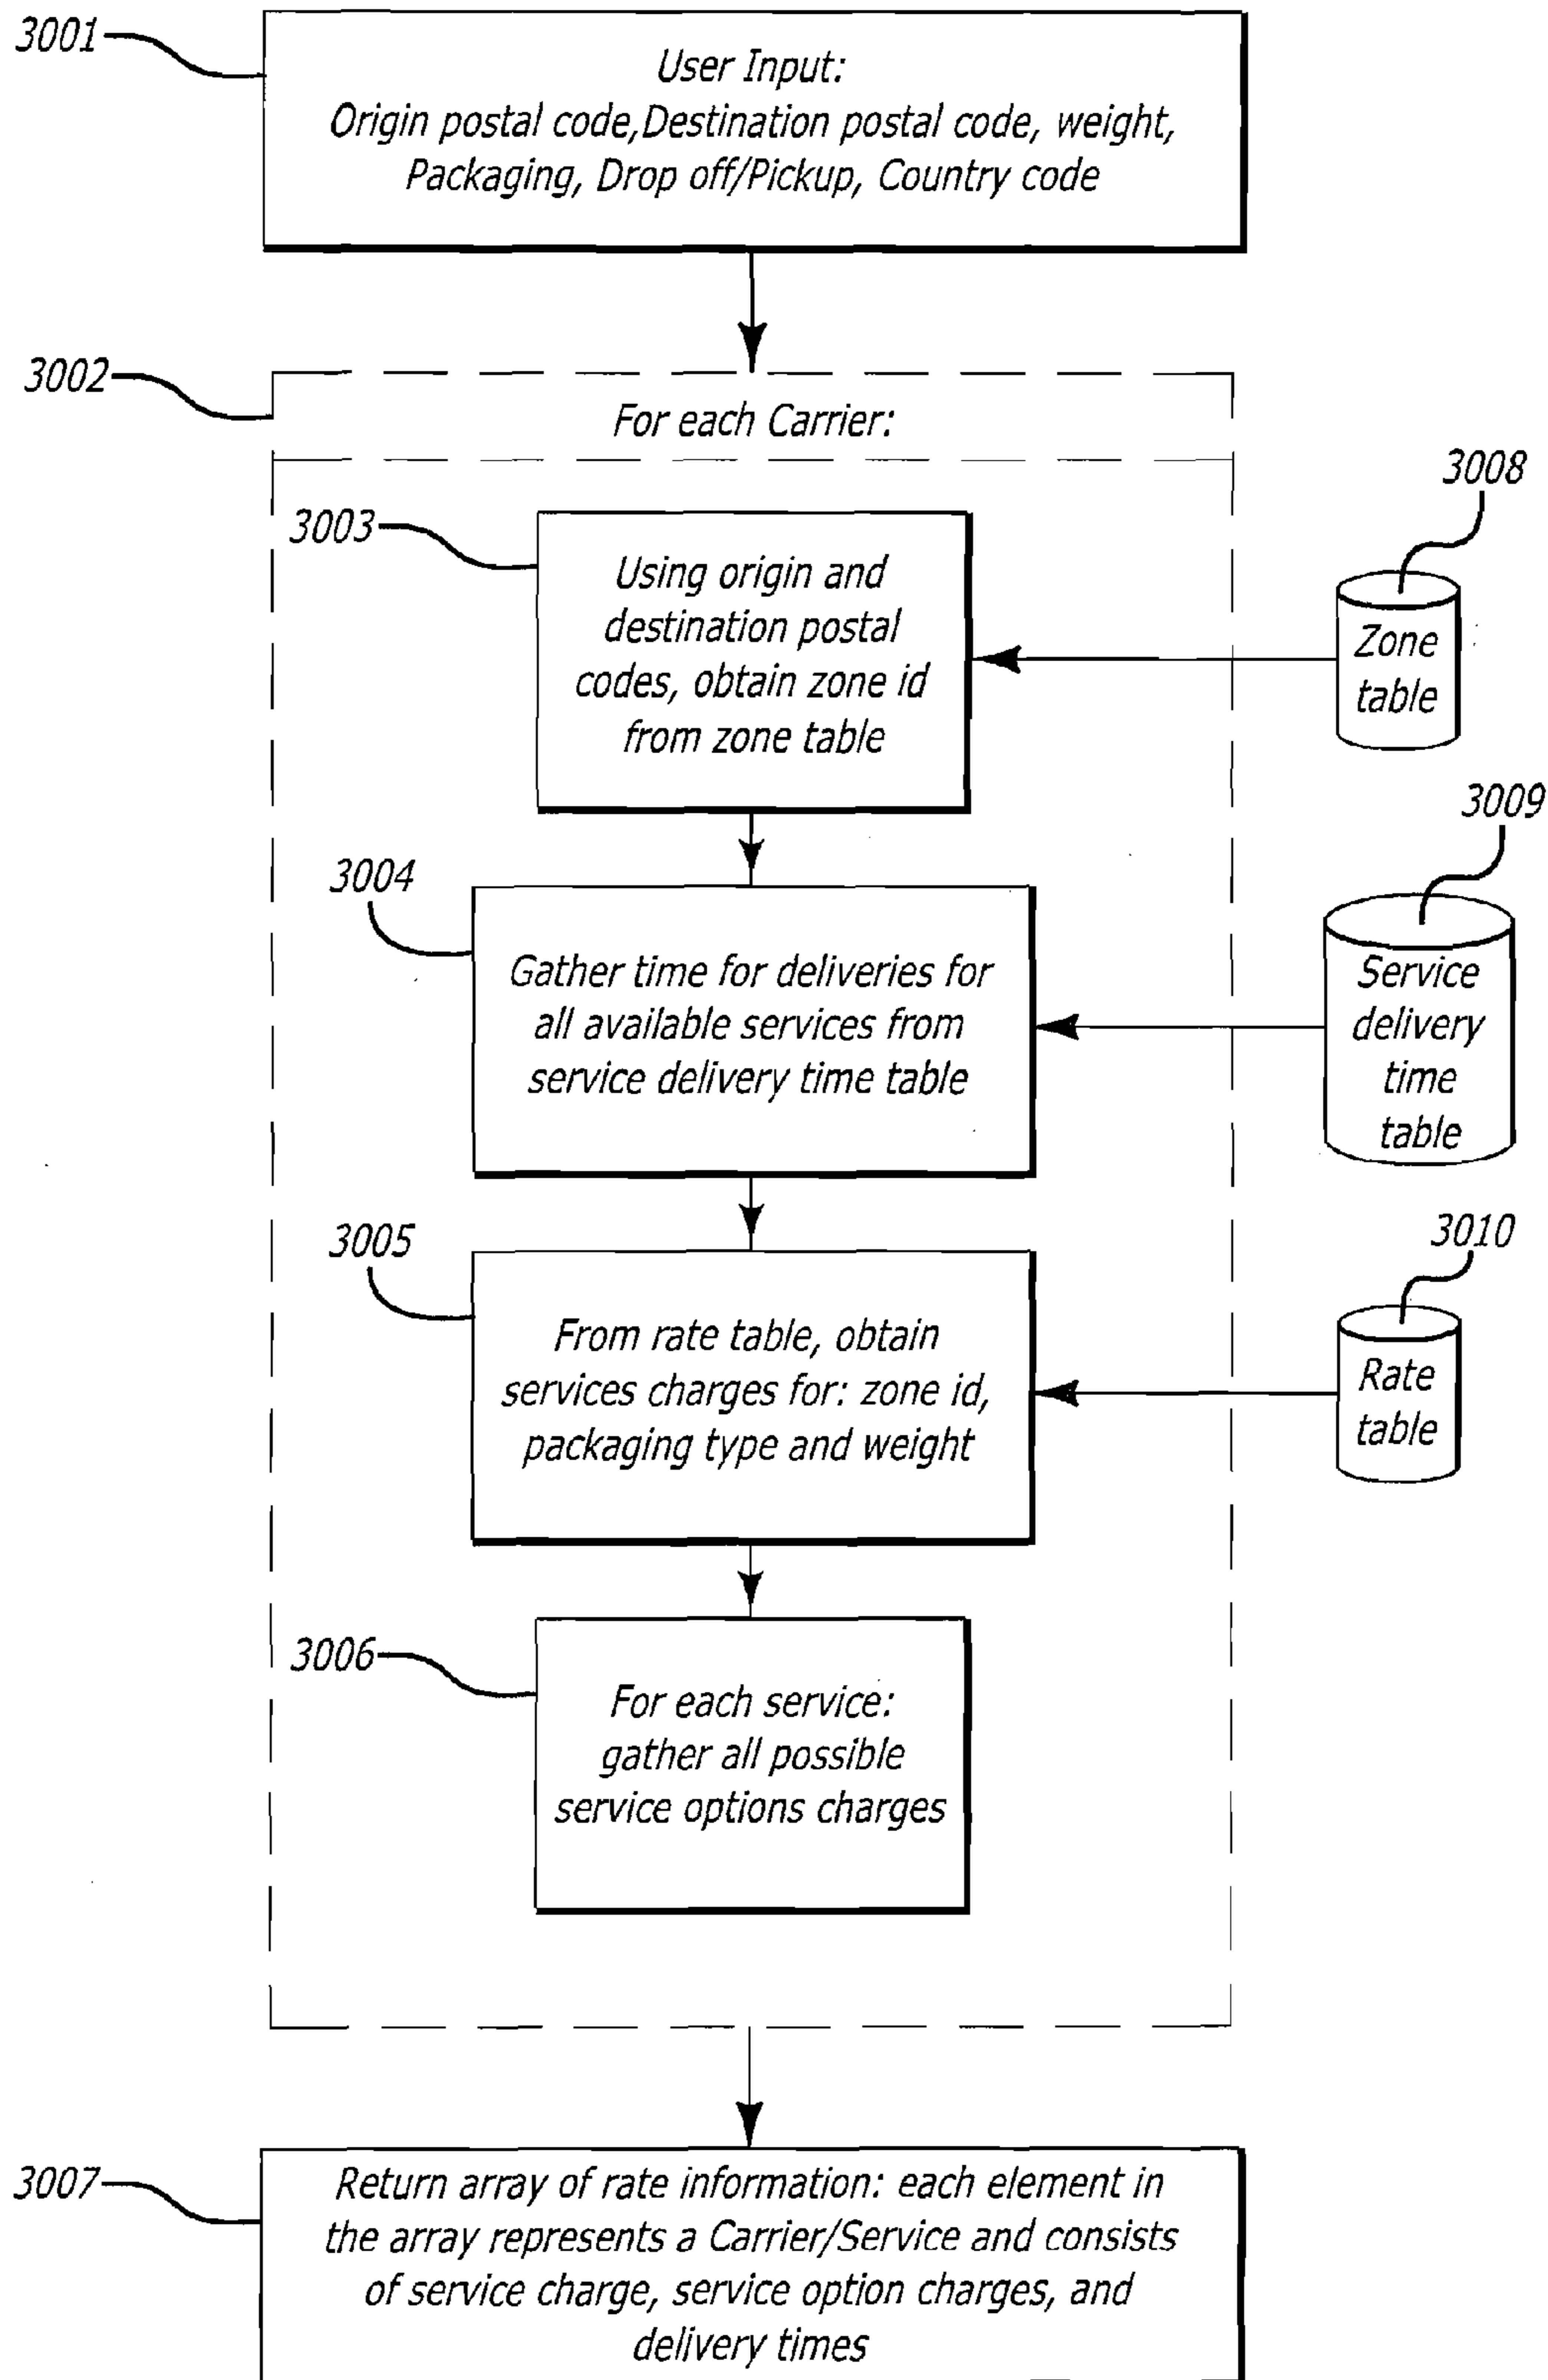 3001
User Input:
Origin postal code,Destination postal code, weight,
Packaging, Drop off/Pickup, Country code
3002
For each Carrier:
3008
3003
Using origin and
destination postal
codes, obtain zone id
from zone table
Zone
table
3009
3004
Gather time for deliveries for
all available services from
service delivery time table
Service
delivery
time
table
3010
3005
From rate table, obtain
services charges for: zone id,
packaging type and weight
Rate
table
3006
For each service:
gather all possible
service options charges
3007
Return array of rate information: each element in
the array represents a Carrier/Service and consists
of service charge, service option charges, and
delivery times